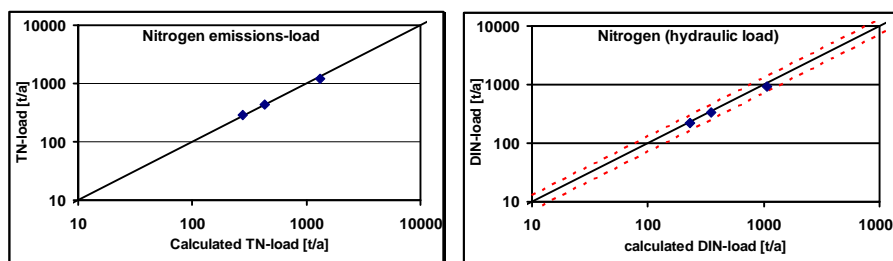 Nitrogen emissions-load
10000
1000
100
10
TN-load [t/a]
10
100
1000
10000
Calculated TN-load [t/a]
Nitrogen (hydraulic load)
10000
1000
100
10
DIN-load [t/a]
10
100
1000
1000
calculated DIN-load [t/a]